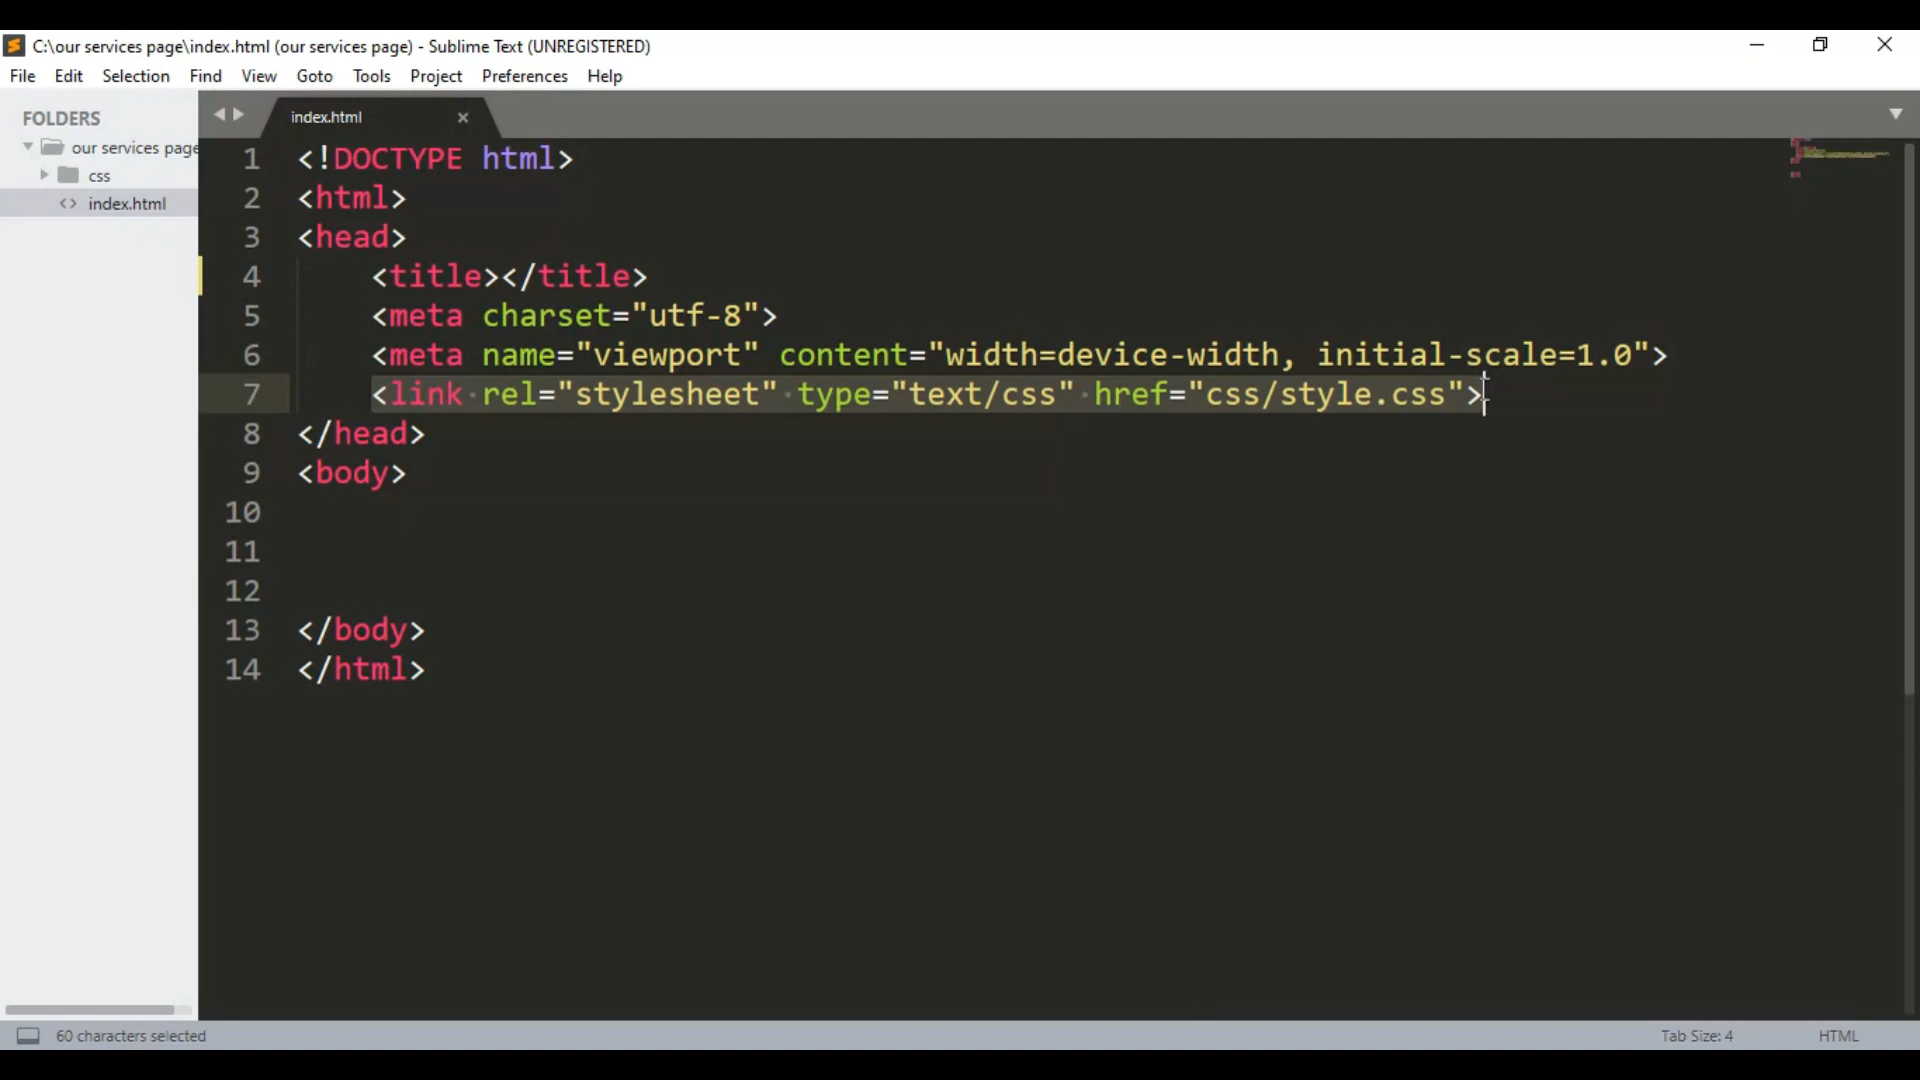 C:\our services page\index.html (our services page) - Sublime Text (UNREGISTERED)
File Edit Selection Find View Goto Tools Project Preferences Help
FOLDERS
our services page
css
index.html
index.html
1 <!DOCTYPE html>
2 <html>
3 <head>
4 <title></title>
5 <meta charset="utf-8">
6 <meta name="viewport" content="width=device-width, initial-scale=1.0">
7 <link rel="stylesheet" type="text/css" href="css/style.css">
8 </head>
9 <body>
10
11
12
13 </body>
14 </html>
60 characters selected
Tab Size: 4
HTML